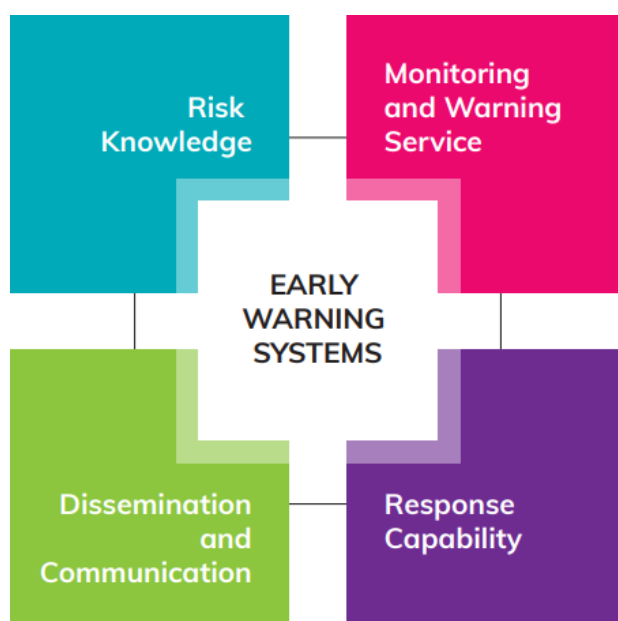 Risk
Knowledge
Monitoring
and Warning
Service
EARLY
WARNING
SYSTEMS
Dissemination
and
Communication
Response
Capability